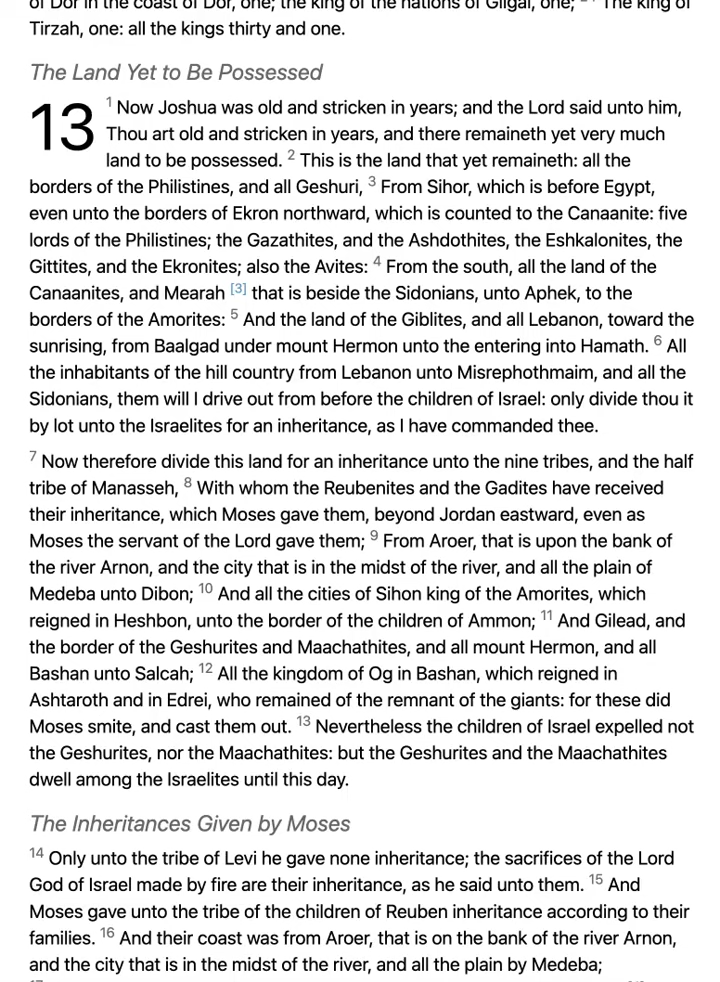 of Dor in the coast of Dor, one; the king of the nations of Gilgal, one; 24 The king of
Tirzah, one: all the kings thirty and one.
The Land Yet to Be Possessed
13 1 Now Joshua was old and stricken in years; and the Lord said unto him,
Thou art old and stricken in years, and there remaineth yet very much
land to be possessed. 2 This is the land that yet remaineth: all the
borders of the Philistines, and all Geshuri, 3 From Sihor, which is before Egypt,
even unto the borders of Ekron northward, which is counted to the Canaanite: five
lords of the Philistines; the Gazathites, and the Ashdothites, the Eshkalonites, the
Gittites, and the Ekronites; also the Avites: 4 From the south, all the land of the
Canaanites, and Mearah [3] that is beside the Sidonians, unto Aphek, to the
borders of the Amorites: 5 And the land of the Giblites, and all Lebanon, toward the
sunrising, from Baalgad under mount Hermon unto the entering into Hamath. 6 All
the inhabitants of the hill country from Lebanon unto Misrephothmaim, and all the
Sidonians, them will I drive out from before the children of Israel: only divide thou it
by lot unto the Israelites for an inheritance, as I have commanded thee.
7 Now therefore divide this land for an inheritance unto the nine tribes, and the half
tribe of Manasseh, 8 With whom the Reubenites and the Gadites have received
their inheritance, which Moses gave them, beyond Jordan eastward, even as
Moses the servant of the Lord gave them; 9 From Aroer, that is upon the bank of
the river Arnon, and the city that is in the midst of the river, and all the plain of
Medeba unto Dibon; 10 And all the cities of Sihon king of the Amorites, which
reigned in Heshbon, unto the border of the children of Ammon; 11 And Gilead, and
the border of the Geshurites and Maachathites, and all mount Hermon, and all
Bashan unto Salcah; 12 All the kingdom of Og in Bashan, which reigned in
Ashtaroth and in Edrei, who remained of the remnant of the giants: for these did
Moses smite, and cast them out. 13 Nevertheless the children of Israel expelled not
the Geshurites, nor the Maachathites: but the Geshurites and the Maachathites
dwell among the Israelites until this day.
The Inheritances Given by Moses
14 Only unto the tribe of Levi he gave none inheritance; the sacrifices of the Lord
God of Israel made by fire are their inheritance, as he said unto them. 15 And
Moses gave unto the tribe of the children of Reuben inheritance according to their
families. 16 And their coast was from Aroer, that is on the bank of the river Arnon,
and the city that is in the midst of the river, and all the plain by Medeba;